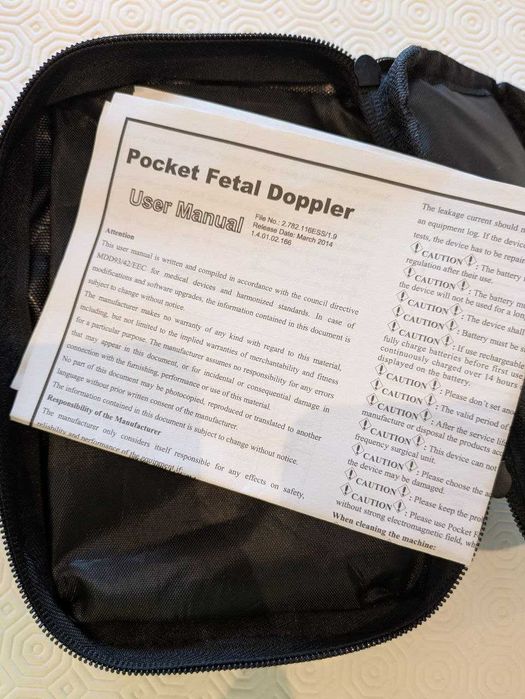 Pocket Fetal Doppler
User Manual
File No.: 2.782.116ESS/1.9
Release Date: March 2014
1.4.01.02.166
Attention
This user manual is written and compiled in accordance with the council directive
MDD93/42/EEC for medical devices and harmonized standards. In case of
modifications and software upgrades, the information contained in this document is
subject to change without notice.
The manufacturer makes no warranty of any kind with regard to this material,
including, but not limited to the implied warranties of merchantability and fitness
for a particular purpose. The manufacturer assumes no responsibility for any errors
that may appear in this document, or for incidental or consequential damage in
connection with the furnishing, performance or use of this material.
No part of this document may be photocopied, reproduced or translated to another
language without prior written consent of the manufacturer.
The information contained in this document is subject to change without notice.
Responsibility of the Manufacturer
The manufacturer only considers itself responsible for any effects on safety,
reliability and performance of the equipment if:
The leakage current should n
an equipment log. If the device
tests, the device has to be repair
CAUTION : The battery
regulation after their use.
CAUTION : The battery m
the device will not be used for a lon
CAUTION : The device shal
CAUTION : Battery must be s
CAUTION : If use rechargeable
fully charge batteries before first use
continuously charged over 14 hours
displayed on the battery.
CAUTION : Please don't set anod
CAUTION : The valid period of
CAUTION : After the service life
manufacture or disposal the products acc
CAUTION : This device can not
frequency surgical unit.
CAUTION : Please choose the a
the device may be damaged.
CAUTION : Please keep the pro
CAUTION : Please use Pocket F
without strong electromagnetic field, wh
When cleaning the machine: